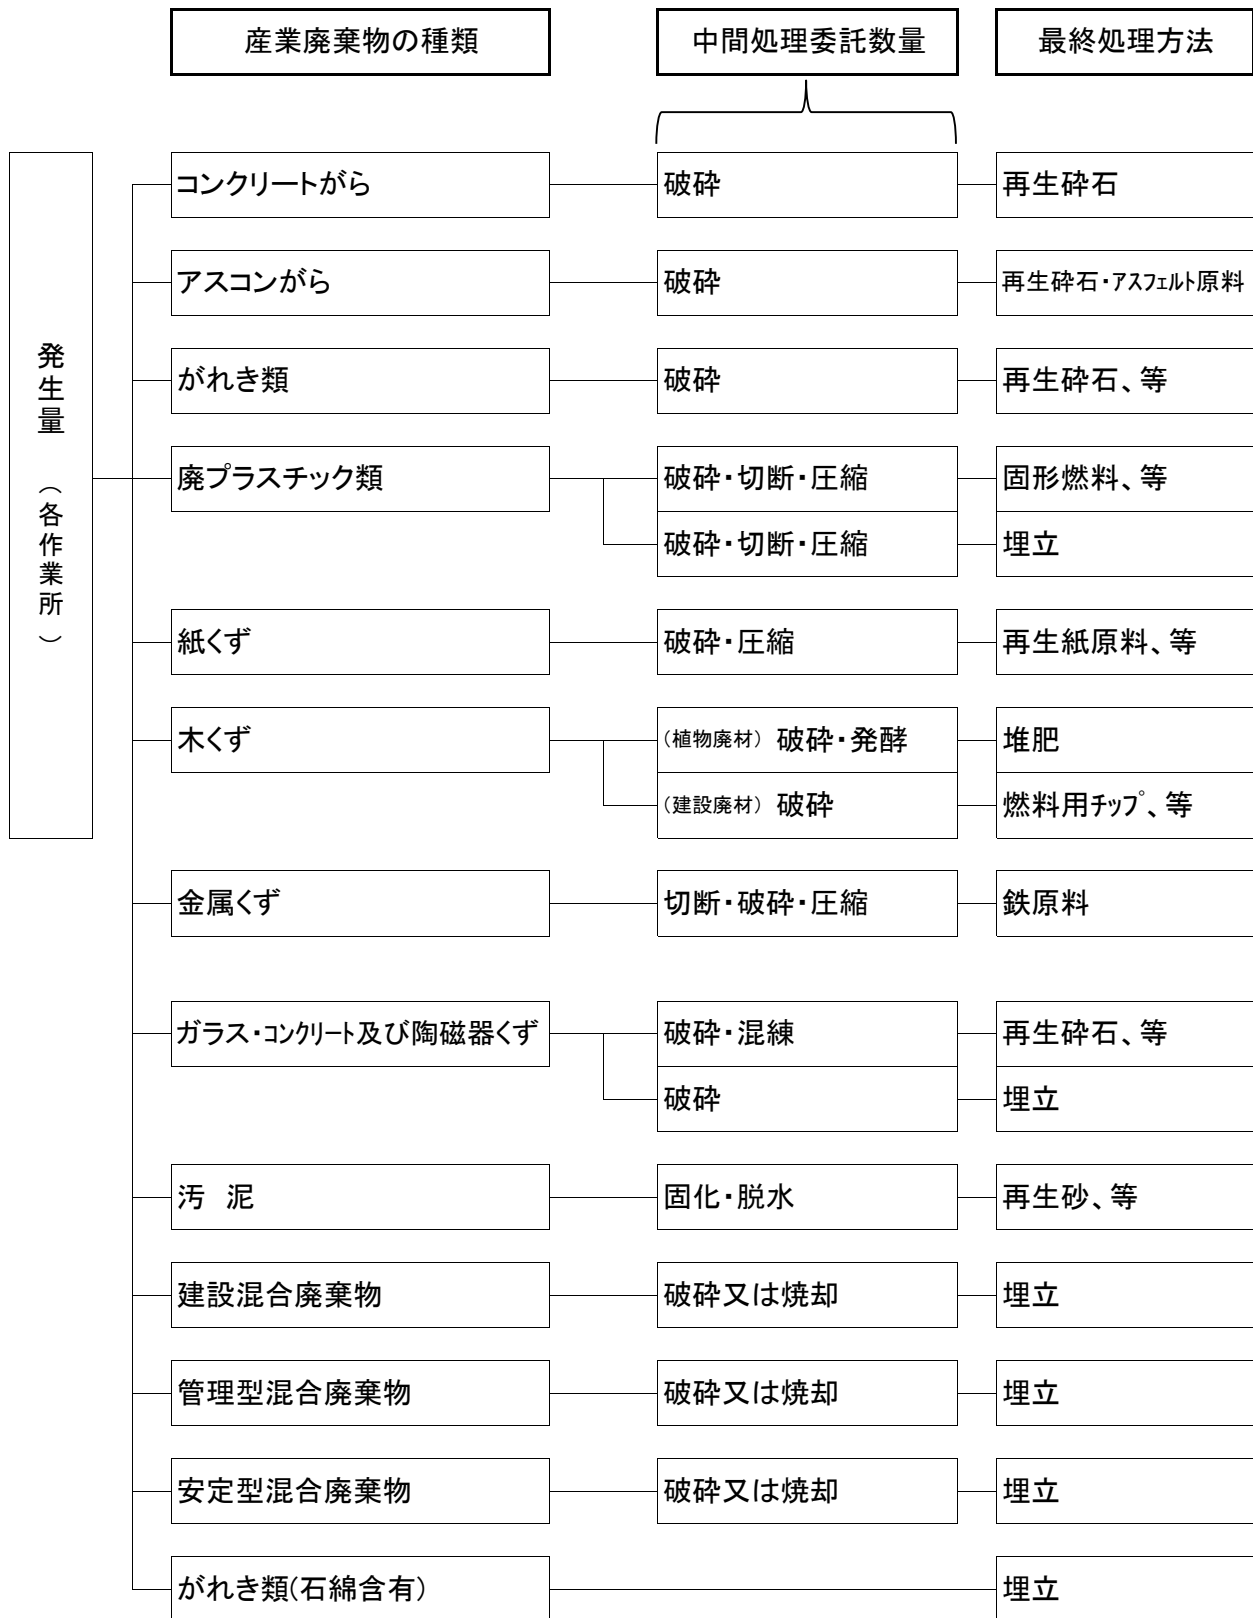 産業廃棄物の種類 中間処理委託数量 最終処理方法
発生量 （各作業所）
コンクリートがら 破砕 再生砕石
アスコンがら 破砕 再生砕石・アスフェルト原料
がれき類 破砕 再生砕石、等
廃プラスチック類 破砕・切断・圧縮 固形燃料、等
破砕・切断・圧縮 埋立
紙くず 破砕・圧縮 再生紙原料、等
木くず （植物廃材） 破砕・発酵 堆肥
（建設廃材） 破砕 燃料用チップ、等
金属くず 切断・破砕・圧縮 鉄原料
ガラス・コンクリート及び陶磁器くず 破砕・混練 再生砕石、等
破砕 埋立
汚　泥 固化・脱水 再生砂、等
建設混合廃棄物 破砕又は焼却 埋立
管理型混合廃棄物 破砕又は焼却 埋立
安定型混合廃棄物 破砕又は焼却 埋立
がれき類(石綿含有) 埋立